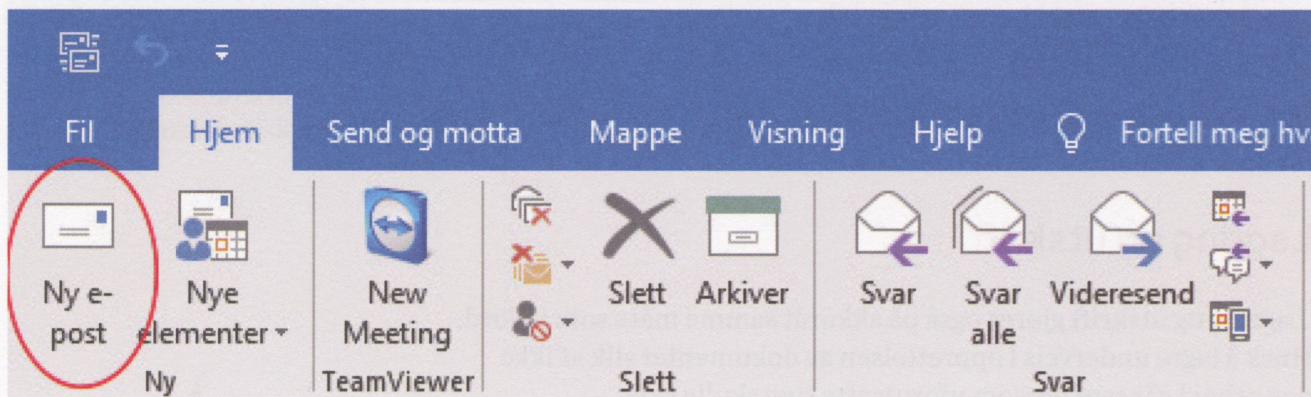 Fil Hjem Send og motta Mappe Visning Hjelp Fortell meg hv
Ny e-post
Nye elementer
New Meeting
Slett Arkiver
Svar Svar alle Videresend
Ny TeamViewer Slett Svar